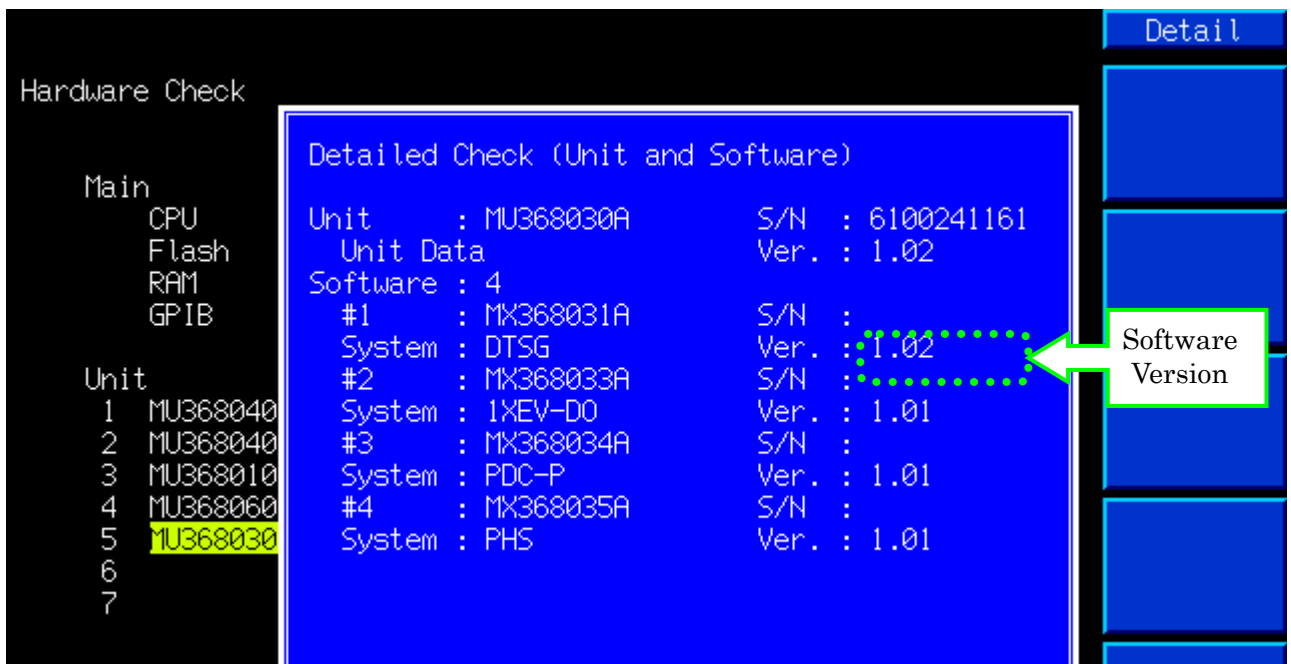 Detail
Hardware Check
Main
CPU
Flash
RAM
GPIB
Unit
1 MU368040
2 MU368040
3 MU368010
4 MU368060
5 MU368030
6
7
Detailed Check (Unit and Software)
Unit : MU368030A S/N : 6100241161
Unit Data Ver. : 1.02
Software : 4
#1 : MX368031A S/N :
System : DTSG Ver. : 1.02
#2 : MX368033A S/N :
System : 1XEV-DO Ver. : 1.01
#3 : MX368034A S/N :
System : PDC-P Ver. : 1.01
#4 : MX368035A S/N :
System : PHS Ver. : 1.01
Software
Version